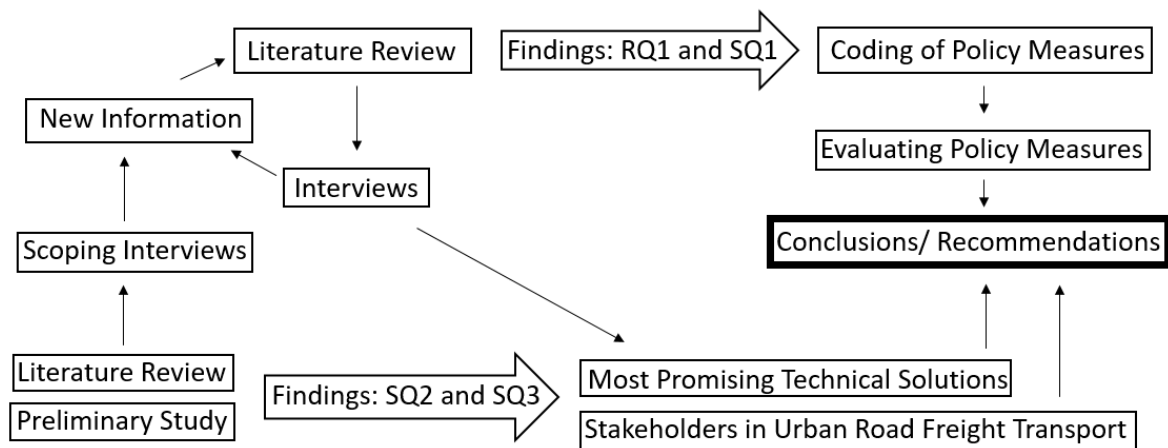 Literature Review
Findings: RQ1 and SQ1
Coding of Policy Measures
New Information
Evaluating Policy Measures
Interviews
Scoping Interviews
Conclusions/ Recommendations
Literature Review
Preliminary Study
Findings: SQ2 and SQ3
Most Promising Technical Solutions
Stakeholders in Urban Road Freight Transport